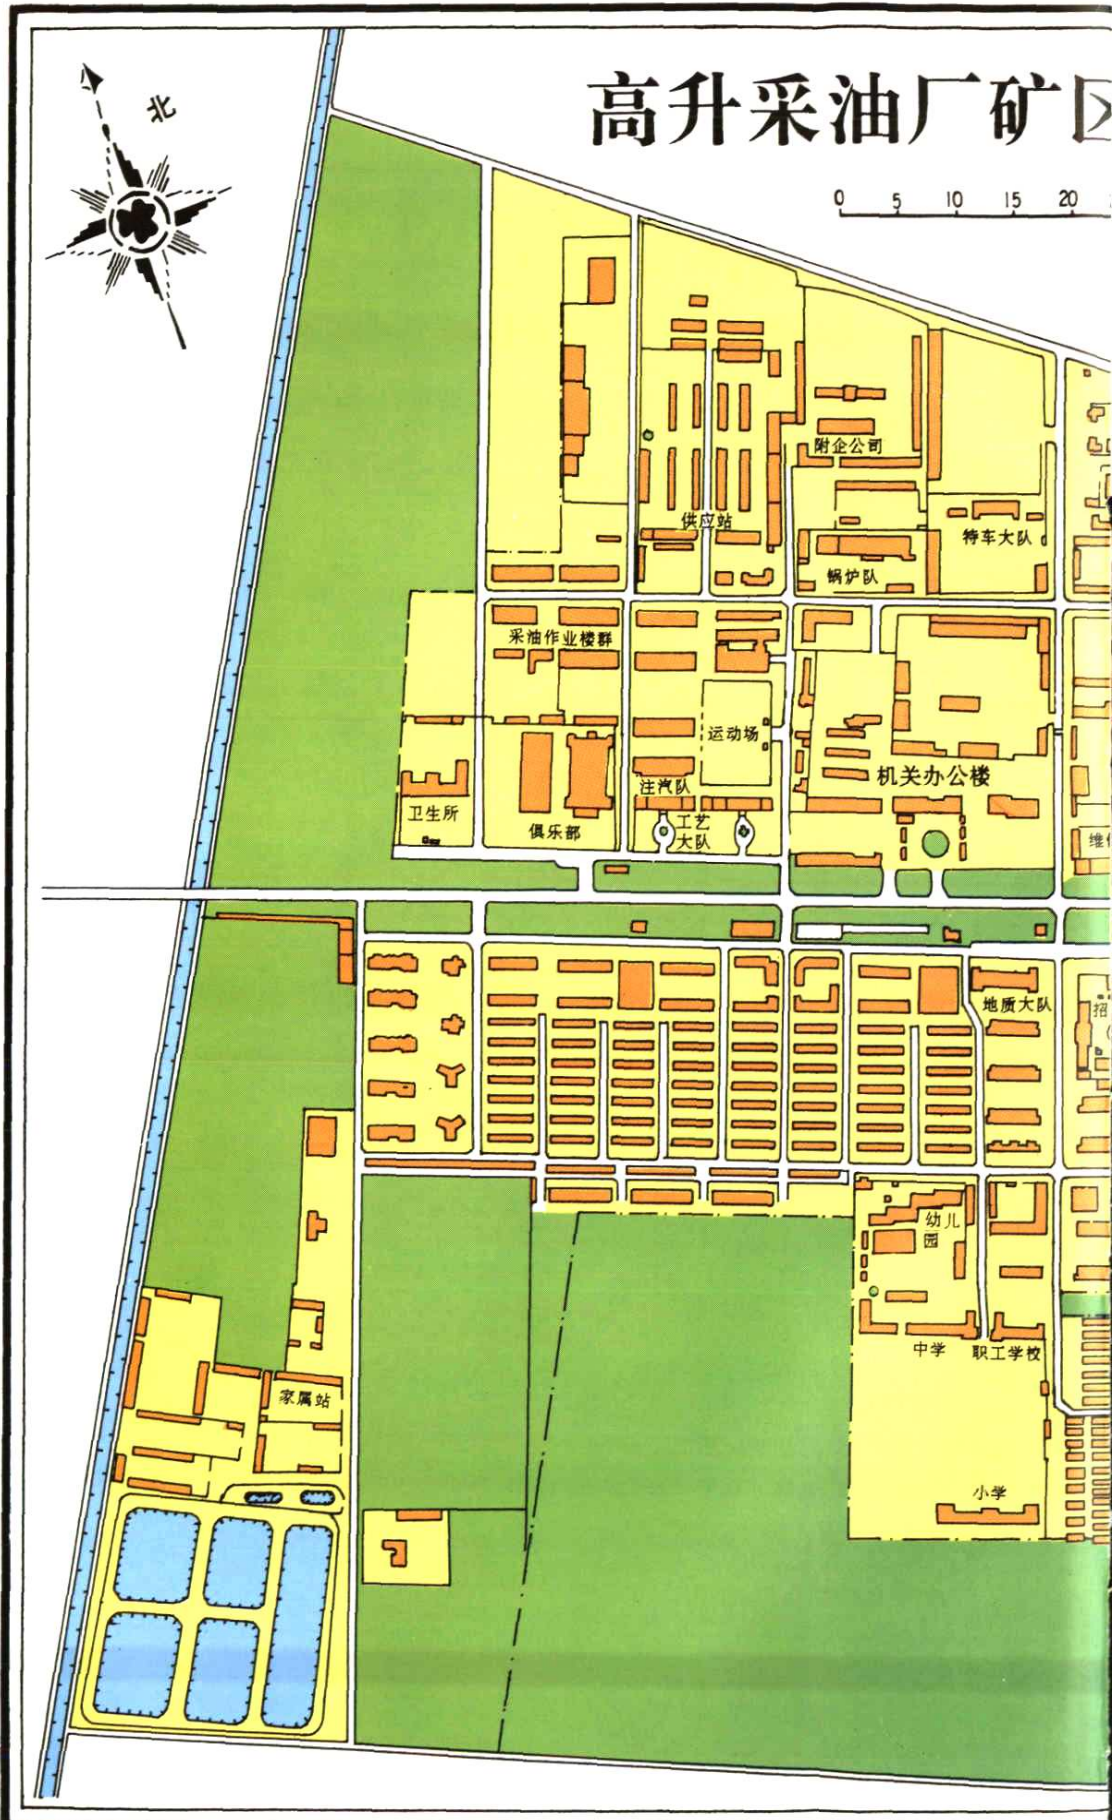 北
高升采油厂矿区
0 5 10 15 20
附企公司
供应站
特车大队
锅炉队
采油作业楼群
运动场
机关办公楼
注汽队
卫生所
俱乐部
工艺
大队
维
地质大队
招
幼儿
园
中学
职工学校
家属站
小学